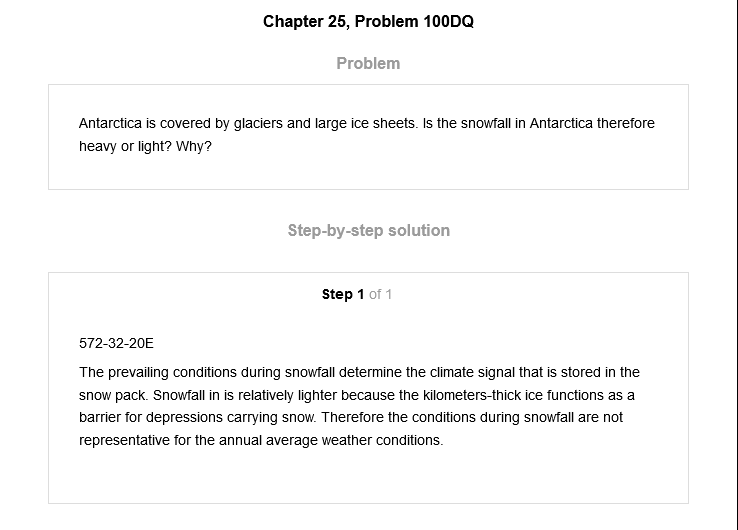 Chapter 25, Problem 100DQ
Problem
Antarctica is covered by glaciers and large ice sheets. Is the snowfall in Antarctica therefore
heavy or light? Why?
Step-by-step solution
Step 1 of 1
572-32-20E
The prevailing conditions during snowfall determine the climate signal that is stored in the
snow pack. Snowfall in is relatively lighter because the kilometers-thick ice functions as a
barrier for depressions carrying snow. Therefore the conditions during snowfall are not
representative for the annual average weather conditions.